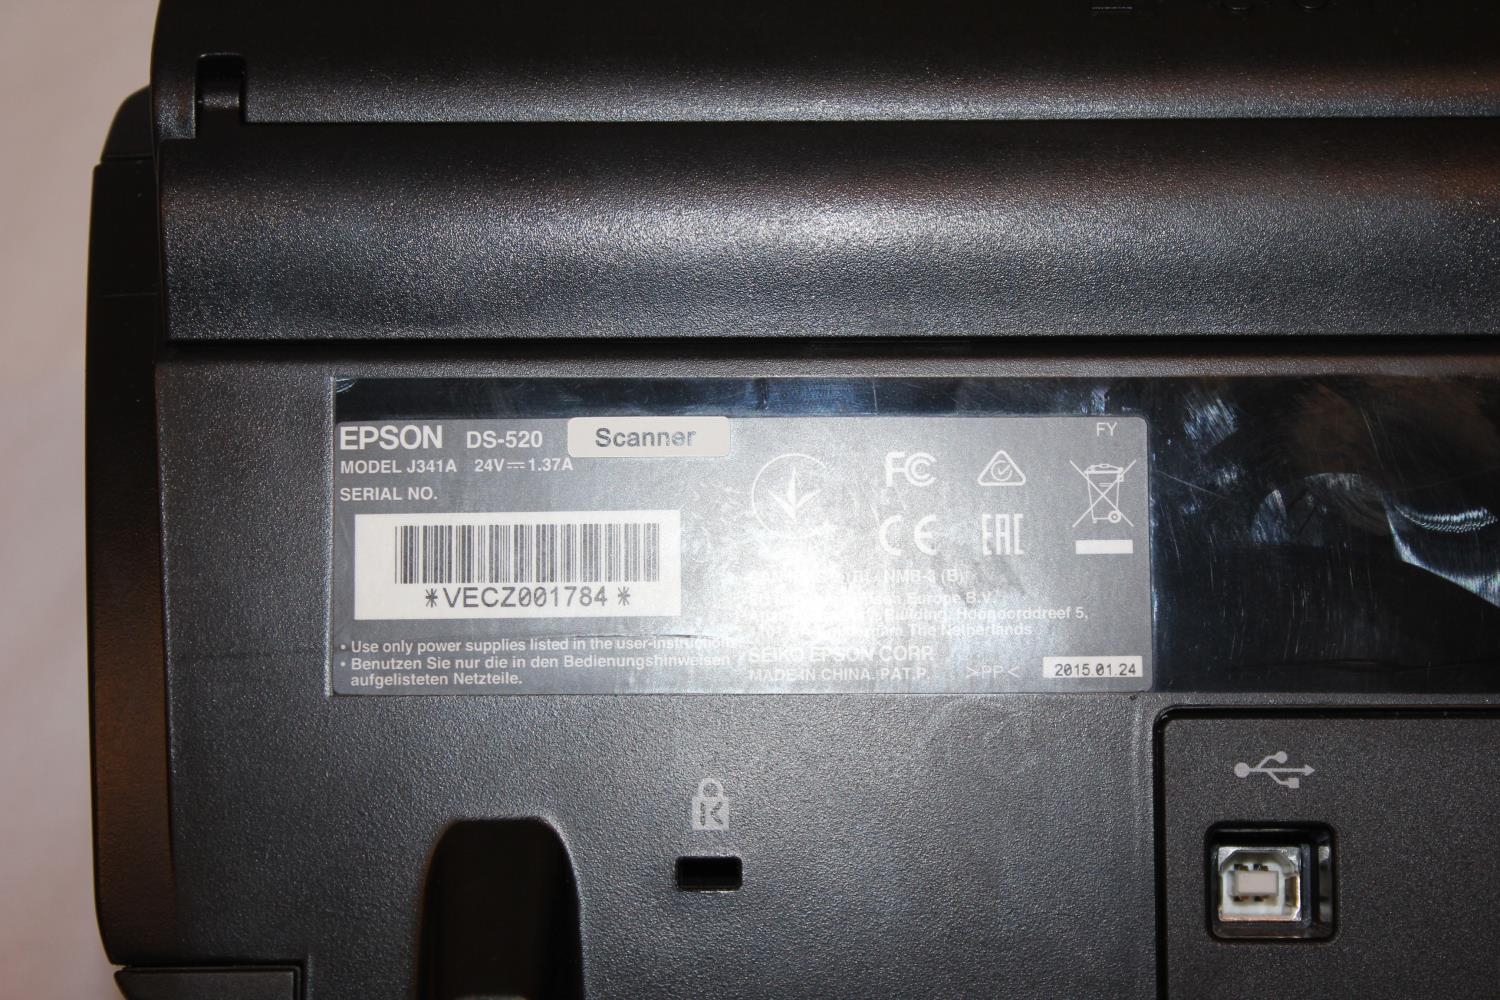 EPSON DS-520 Scanner FY
MODEL J341A 24V 1.37A
SERIAL NO.
*VECZ001784*
• Use only power supplies listed in the user-instructions
• Benutzen Sie nur die in den Bedienungshinweisen
aufgelisteten Netzteile.
FC
CE EAC
NMB-3 (B)
Europe B.V.
Building, Hoogoorddreef 5,
The Netherlands
SEIKO EPSON CORP.
MADE IN CHINA. PAT.P. >PP< 2015.01.24
K